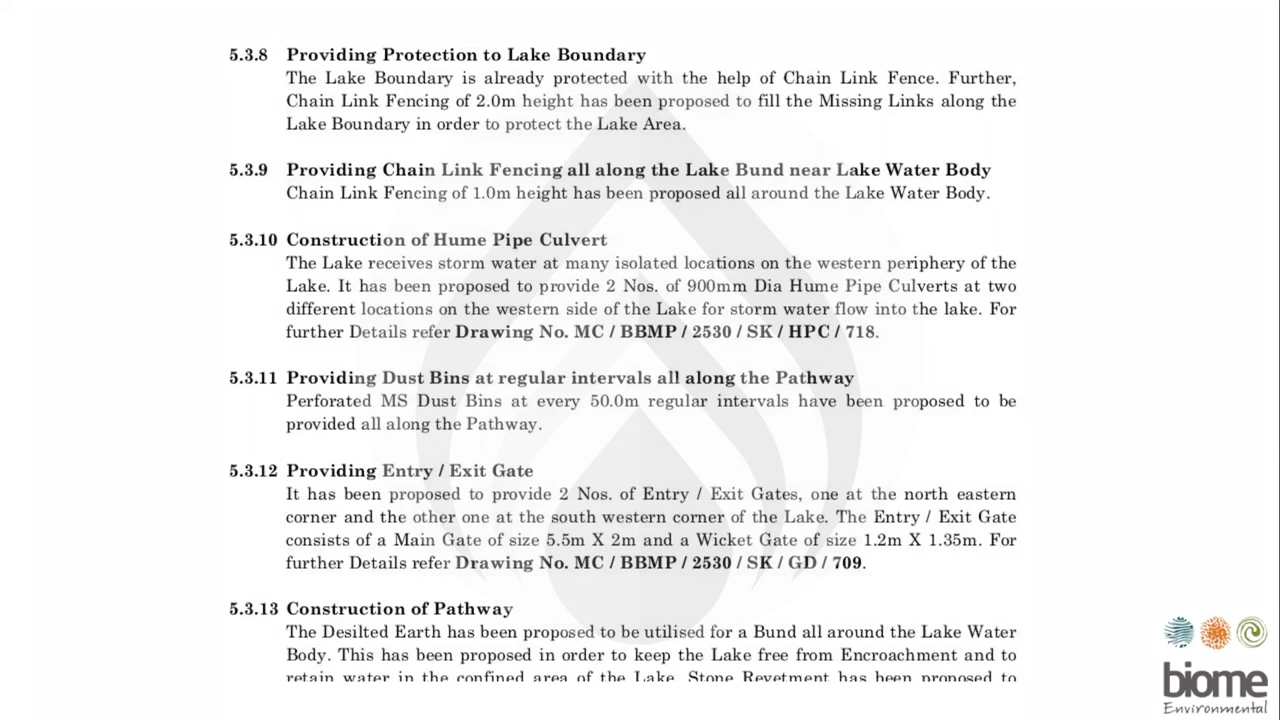 5.3.8 Providing Protection to Lake Boundary
The Lake Boundary is already protected with the help of Chain Link Fence. Further,
Chain Link Fencing of 2.0m height has been proposed to fill the Missing Links along the
Lake Boundary in order to protect the Lake Area.
5.3.9 Providing Chain Link Fencing all along the Lake Bund near Lake Water Body
Chain Link Fencing of 1.0m height has been proposed all around the Lake Water Body.
5.3.10 Construction of Hume Pipe Culvert
The Lake receives storm water at many isolated locations on the western periphery of the
Lake. It has been proposed to provide 2 Nos. of 900mm Dia Hume Pipe Culverts at two
different locations on the western side of the Lake for storm water flow into the lake. For
further Details refer Drawing No. MC / BBMP / 2530 / SK / HPC / 718.
5.3.11 Providing Dust Bins at regular intervals all along the Pathway
Perforated MS Dust Bins at every 50.0m regular intervals have been proposed to be
provided all along the Pathway.
5.3.12 Providing Entry / Exit Gate
It has been proposed to provide 2 Nos. of Entry / Exit Gates, one at the north eastern
corner and the other one at the south western corner of the Lake. The Entry / Exit Gate
consists of a Main Gate of size 5.5m X 2m and a Wicket Gate of size 1.2m X 1.35m. For
further Details refer Drawing No. MC / BBMP / 2530 / SK / GD / 709.
5.3.13 Construction of Pathway
The Desilted Earth has been proposed to be utilised for a Bund all around the Lake Water
Body. This has been proposed in order to keep the Lake free from Encroachment and to
retain water in the confined area of the Lake. Stone Revetment has been proposed to
biome
Environmental